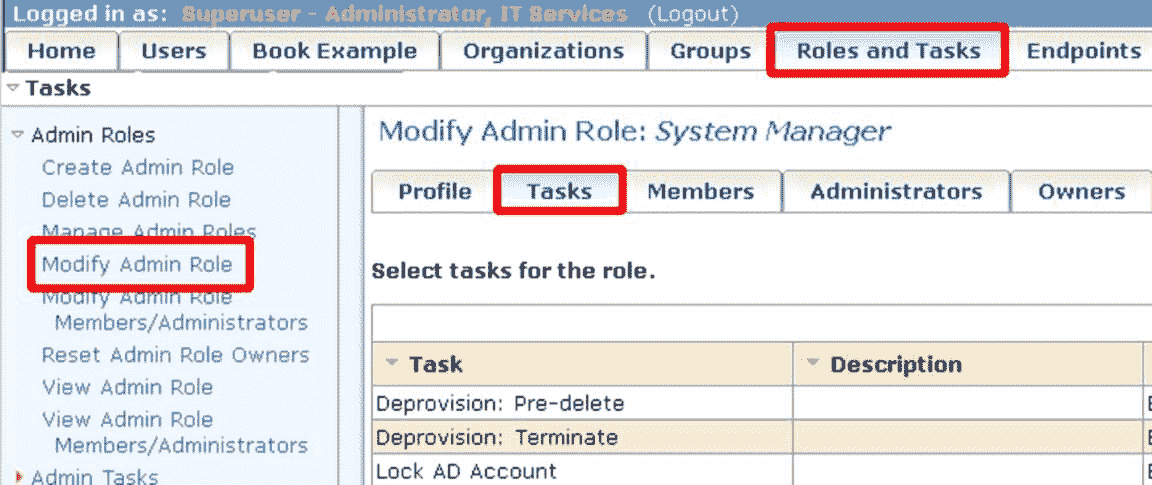 Logged in as: Superuser - Administrator, IT Services (Logout)
Home Users Book Example Organizations Groups Roles and Tasks Endpoints
Tasks
Admin Roles
Create Admin Role
Delete Admin Role
Manage Admin Roles
Modify Admin Role
Modify Admin Role
Members/Administrators
Reset Admin Role Owners
View Admin Role
View Admin Role
Members/Administrators
Admin Tasks
Modify Admin Role: System Manager
Profile Tasks Members Administrators Owners
Select tasks for the role.
Task Description
Deprovision: Pre-delete
Deprovision: Terminate
Lock AD Account